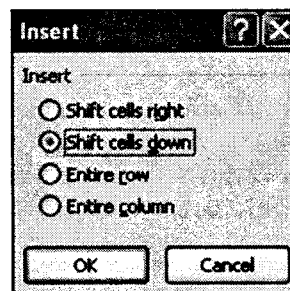 Insert
Insert
Shift cells right
Shift cells down
Entire row
Entire column
OK
Cancel